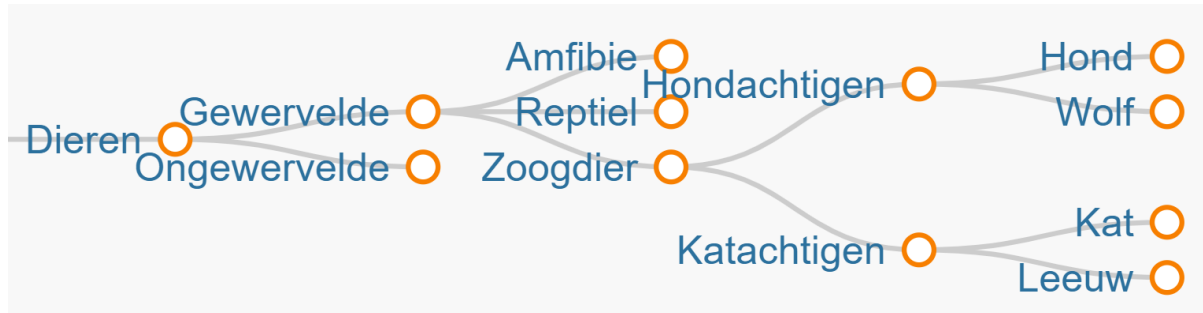 Dieren
Gewervelde
Ongewervelde
Amfibie
Reptiel
Zoogdier
Hondachtigen
Katachtigen
Hond
Wolf
Kat
Leeuw